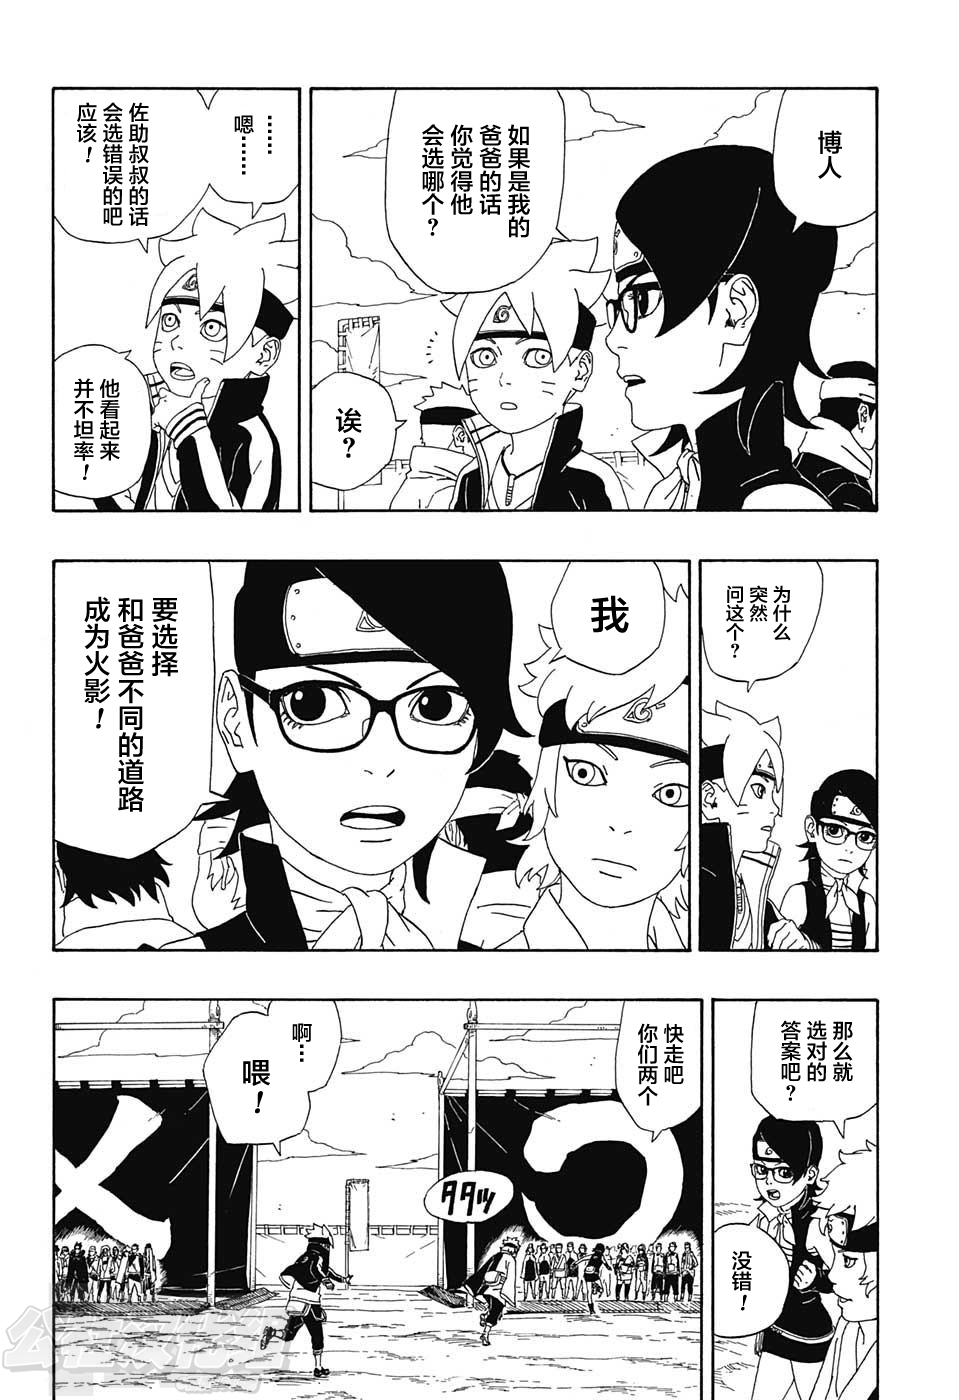 博人
如果是我的
爸爸的话
你觉得他
会选哪个?
诶?
……
嗯……
佐助叔叔的话
会选错误的吧
应该!
他看起来
并不坦率!
为什么
突然
问这个?
我
要选择
和爸爸不同的道路
成为火影!
那么就
选对的
答案吧?
没错!
快走吧
你们两个
啊…
喂!
タタッ